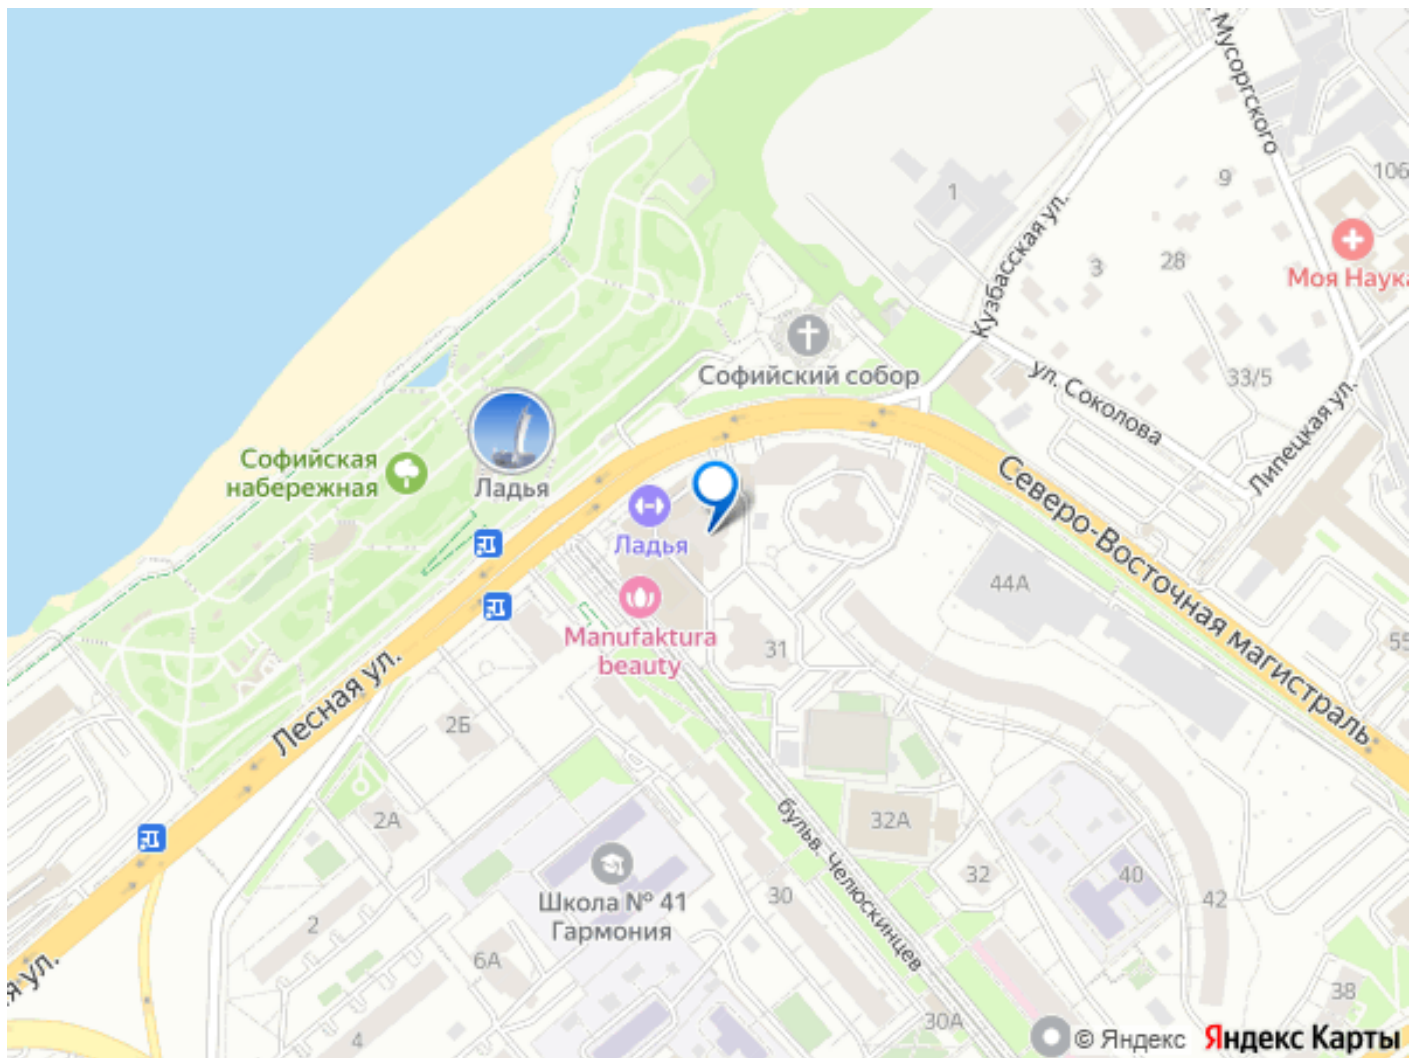 Мусоргского
106
9
1
Кузбасская ул.
28
3
Моя Наука
Софийский собор
ул. Соколова
33/5
Липецкая ул.
Софийская
набережная
Ладья
Северо-Восточная магистраль
Ладья
44А
Manufaktura
beauty
31
55
Лесная ул.
2Б
2А
32А
бульв. Челюскинцев
32
40
42
30
Школа № 41
Гармония
2
6А
я ул.
38
30А
4
© Яндекс Яндекс Карты